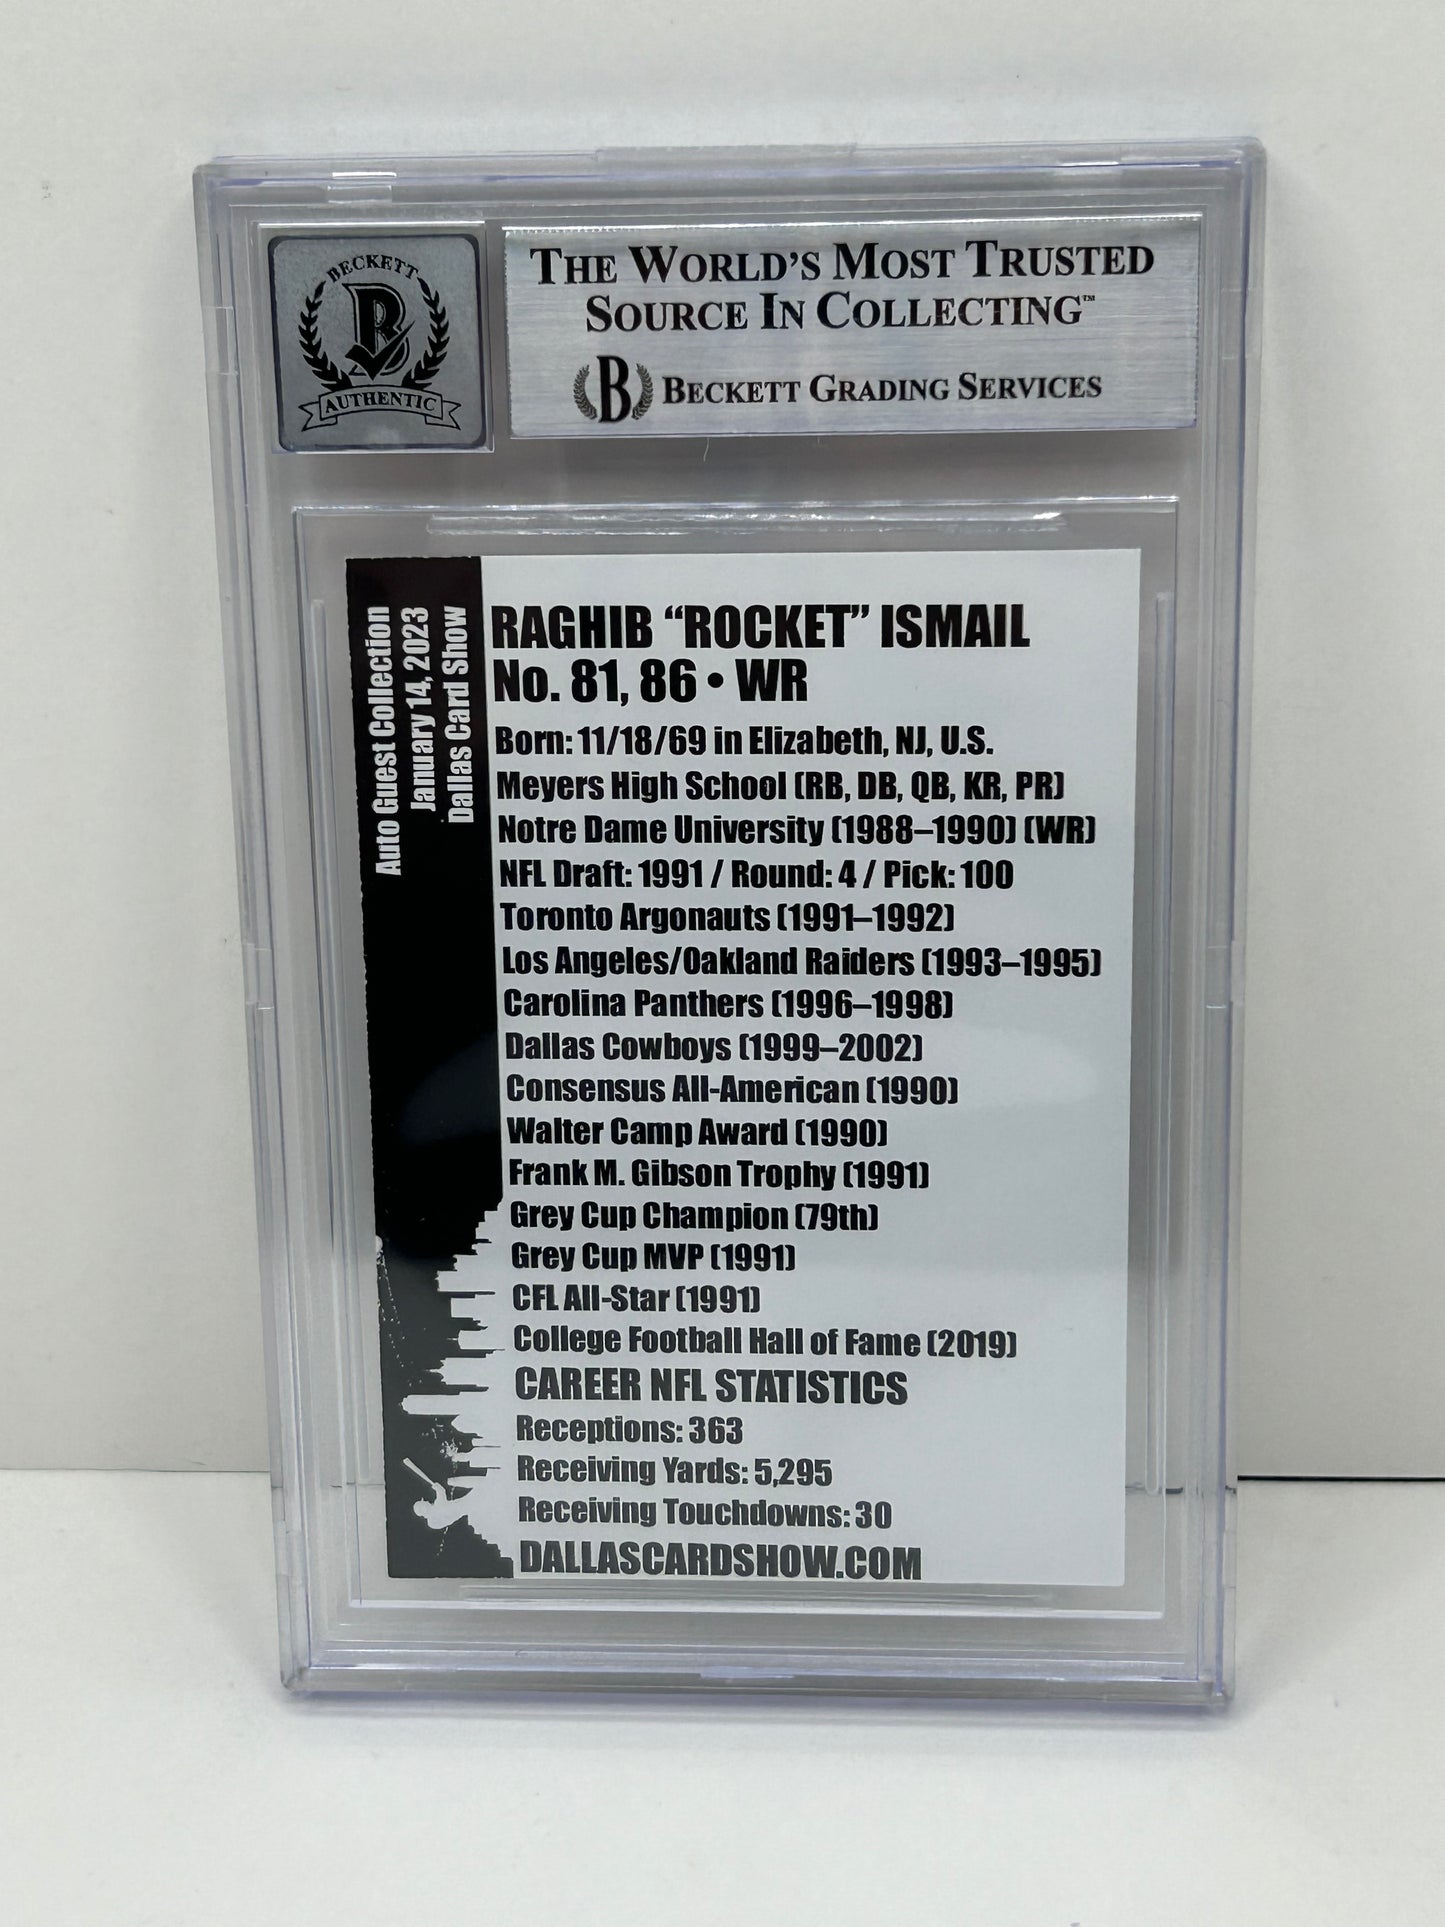 BECKETT
B
AUTHENTIC
THE WORLD'S MOST TRUSTED
SOURCE IN COLLECTING™
B BECKETT GRADING SERVICES
Auto Guest Collection
January 14, 2023
Dallas Card Show
RAGHIB “ROCKET” ISMAIL
No. 81, 86 • WR
Born: 11/18/69 in Elizabeth, NJ, U.S.
Meyers High School (RB, DB, QB, KR, PR)
Notre Dame University (1988–1990) (WR)
NFL Draft: 1991 / Round: 4 / Pick: 100
Toronto Argonauts (1991–1992)
Los Angeles/Oakland Raiders (1993–1995)
Carolina Panthers (1996–1998)
Dallas Cowboys (1999–2002)
Consensus All-American (1990)
Walter Camp Award (1990)
Frank M. Gibson Trophy (1991)
Grey Cup Champion (79th)
Grey Cup MVP (1991)
CFL All-Star (1991)
College Football Hall of Fame (2019)
CAREER NFL STATISTICS
Receptions: 363
Receiving Yards: 5,295
Receiving Touchdowns: 30
DALLASCARDSHOW.COM